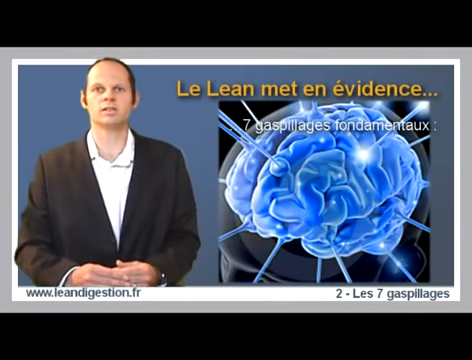 Le Lean met en évidence...
7 gaspillages fondamentaux :
www.leandigestion.fr
2 - Les 7 gaspillages